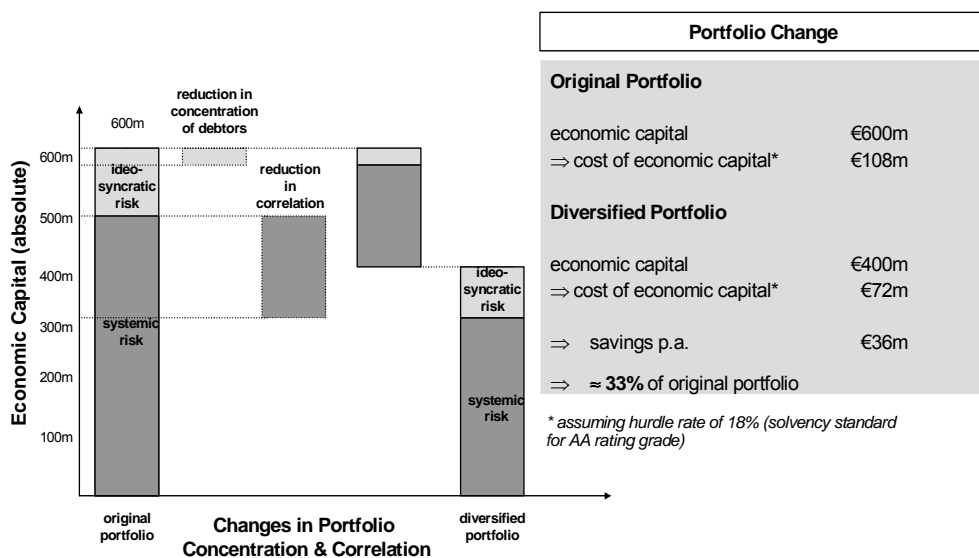 Portfolio Change
Original Portfolio
economic capital €600m
⇒ cost of economic capital* €108m
Diversified Portfolio
economic capital €400m
⇒ cost of economic capital* €72m
⇒ savings p.a. €36m
⇒ ≈ 33% of original portfolio
* assuming hurdle rate of 18% (solvency standard
for AA rating grade)
Economic Capital (absolute)
600m
500m
400m
300m
200m
100m
600m
ideo-
syncratic
risk
systemic
risk
reduction in
concentration
of debtors
reduction
in
correlation
ideo-
syncratic
risk
systemic
risk
original
portfolio
Changes in Portfolio
Concentration & Correlation
diversified
portfolio